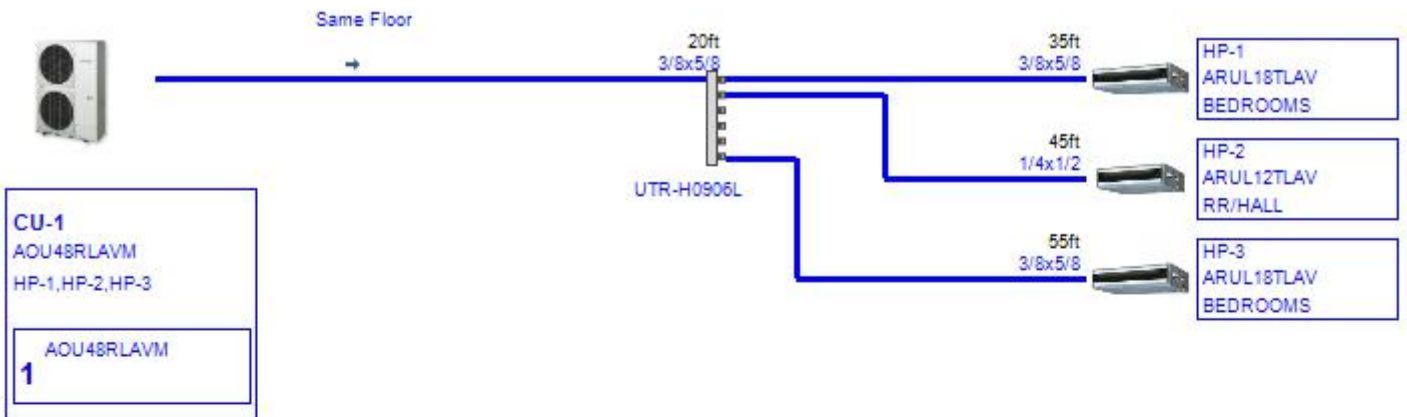 Same Floor
20ft
3/8x5/8
UTR-H0906L
35ft
3/8x5/8
HP-1
ARUL18TLAV
BEDROOMS
45ft
1/4x1/2
HP-2
ARUL12TLAV
RR/HALL
55ft
3/8x5/8
HP-3
ARUL18TLAV
BEDROOMS
CU-1
AOU48RLAVM
HP-1,HP-2,HP-3
AOU48RLAVM
1